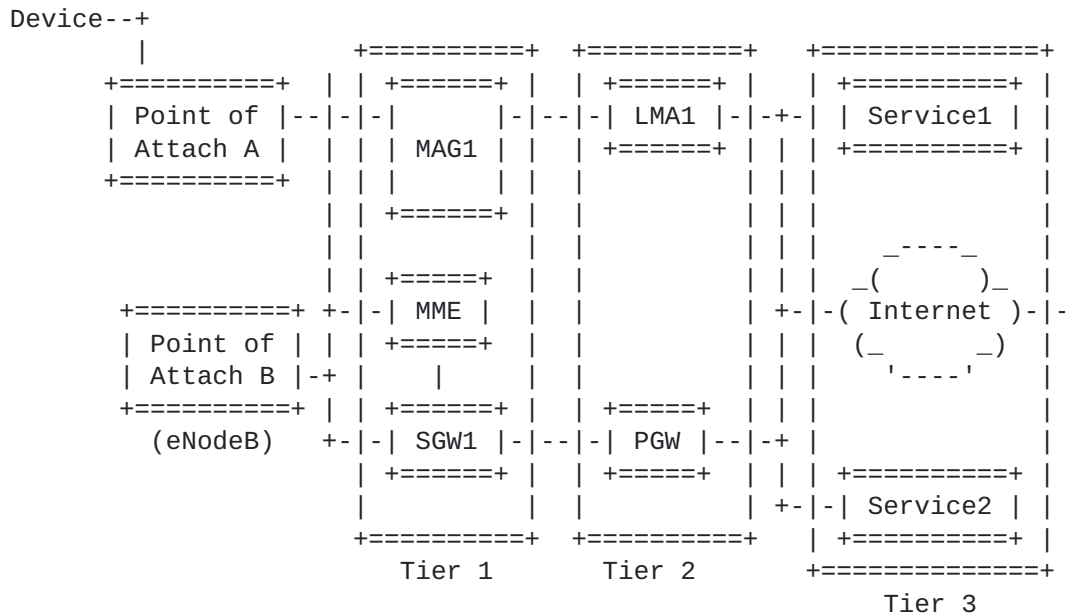 Device--+
Point of
Attach A
MAG1
LMA1
Service1
MME
Internet
Point of
Attach B
(eNodeB)
SGW1
PGW
Service2
Tier 1
Tier 2
Tier 3